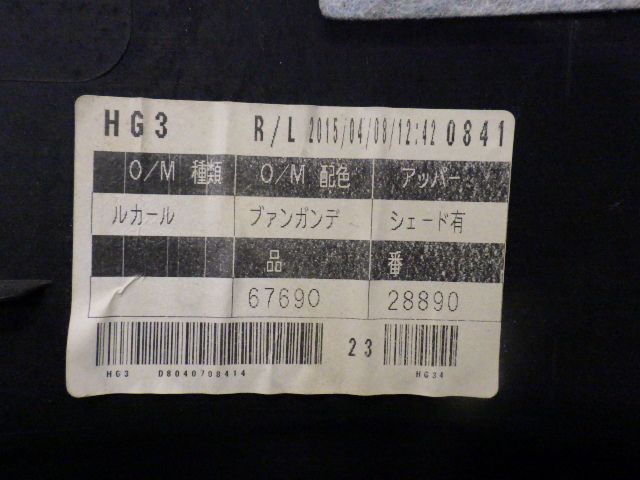 HG3 R/L 2015/04/09/12:42 0841
O/M 種類 O/M 配色 アッパー
ルカール ブァンガンデ シェード有
品 番
67690 28890
23
HG3 D8040708414 HG34